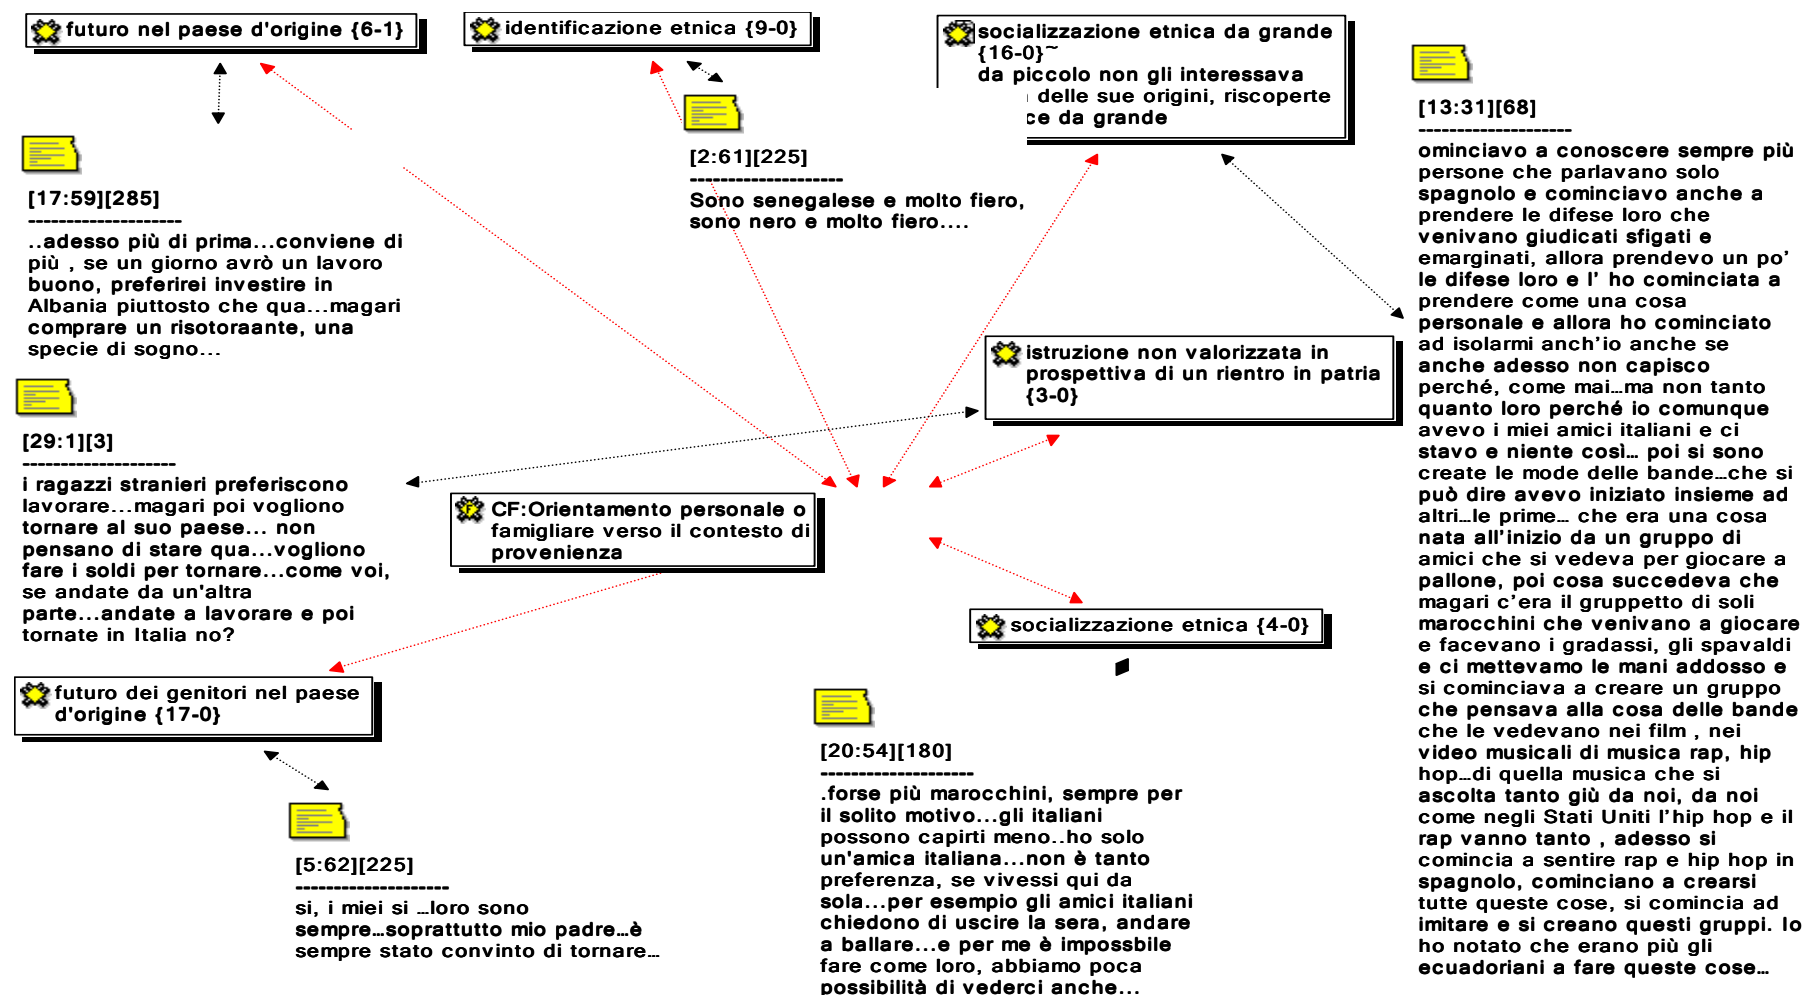 futuro nel paese d'origine {6-1}
identificazione etnica {9-0}
socializzazione etnica da grande
{16-0}~
da piccolo non gli interessava
delle sue origini, riscoperte
ce da grande
[17:59][285]
--------------------
..adesso più di prima...conviene di
più , se un giorno avrò un lavoro
buono, preferirei investire in
Albania piuttosto che qua...magari
comprare un risotoraante, una
specie di sogno...
[2:61][225]
--------------------
Sono senegalese e molto fiero,
sono nero e molto fiero....
[13:31][68]
--------------------
ominciavo a conoscere sempre più
persone che parlavano solo
spagnolo e cominciavo anche a
prendere le difese loro che
venivano giudicati sfigati e
emarginati, allora prendevo un po'
le difese loro e l' ho cominciata a
prendere come una cosa
personale e allora ho cominciato
ad isolarmi anch'io anche se
anche adesso non capisco
perché, come mai…ma non tanto
quanto loro perché io comunque
avevo i miei amici italiani e ci
stavo e niente così… poi si sono
create le mode delle bande…che si
può dire avevo iniziato insieme ad
altri…le prime… che era una cosa
nata all'inizio da un gruppo di
amici che si vedeva per giocare a
pallone, poi cosa succedeva che
magari c'era il gruppetto di soli
marocchini che venivano a giocare
e facevano i gradassi, gli spavaldi
e ci mettevamo le mani addosso e
si cominciava a creare un gruppo
che pensava alla cosa delle bande
che le vedevano nei film , nei
video musicali di musica rap, hip
hop…di quella musica che si
ascolta tanto giù da noi, da noi
come negli Stati Uniti l'hip hop e il
rap vanno tanto , adesso si
comincia a sentire rap e hip hop in
spagnolo, cominciano a crearsi
tutte queste cose, si comincia ad
imitare e si creano questi gruppi. Io
ho notato che erano più gli
ecuadoriani a fare queste cose…
istruzione non valorizzata in
prospettiva di un rientro in patria
{3-0}
[29:1][3]
--------------------
i ragazzi stranieri preferiscono
lavorare...magari poi vogliono
tornare al suo paese... non
pensano di stare qua...vogliono
fare i soldi per tornare...come voi,
se andate da un'altra
parte...andate a lavorare e poi
tornate in Italia no?
CF:Orientamento personale o
famigliare verso il contesto di
provenienza
socializzazione etnica {4-0}
futuro dei genitori nel paese
d'origine {17-0}
[20:54][180]
--------------------
.forse più marocchini, sempre per
il solito motivo...gli italiani
possono capirti meno..ho solo
un'amica italiana...non è tanto
preferenza, se vivessi qui da
sola...per esempio gli amici italiani
chiedono di uscire la sera, andare
a ballare...e per me è impossbile
fare come loro, abbiamo poca
possibilità di vederci anche...
[5:62][225]
--------------------
si, i miei si …loro sono
sempre…soprattutto mio padre…è
sempre stato convinto di tornare…